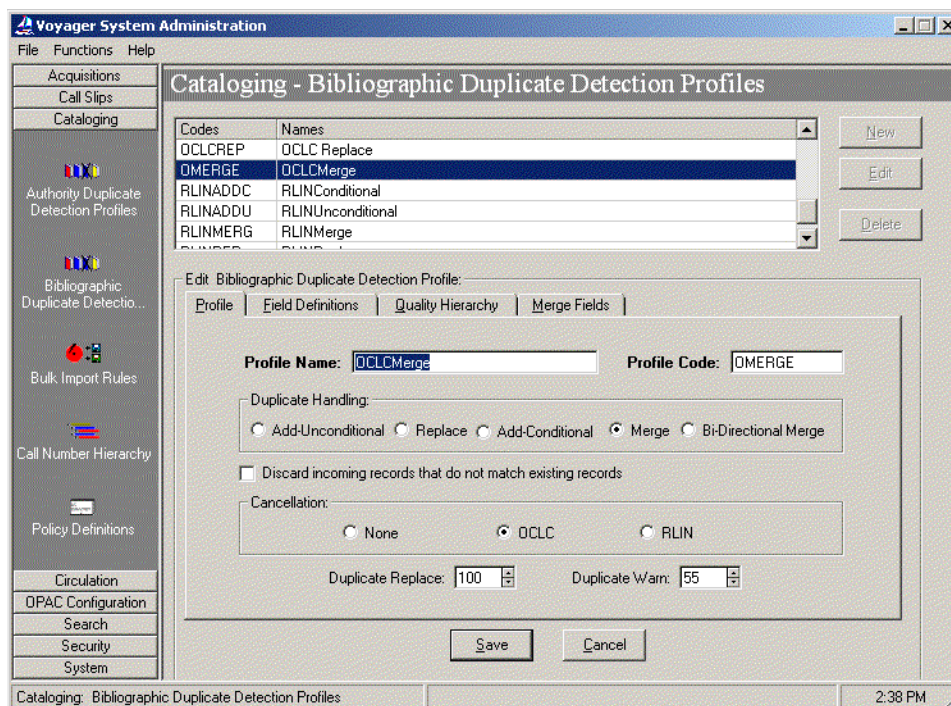 Voyager System Administration
File Functions Help
Acquisitions
Call Slips
Cataloging
Authority Duplicate
Detection Profiles
Bibliographic
Duplicate Detectio...
Bulk Import Rules
Call Number Hierarchy
Policy Definitions
Circulation
OPAC Configuration
Search
Security
System
Cataloging - Bibliographic Duplicate Detection Profiles
Codes Names
OCLCREP OCLC Replace
OMERGE OCLCMerge
RLINADDC RLINConditional
RLINADDU RLINUnconditional
RLINMERG RLINMerge
New
Edit
Delete
Edit Bibliographic Duplicate Detection Profile:
Profile Field Definitions Quality Hierarchy Merge Fields
Profile Name: OCLCMerge Profile Code: OMERGE
Duplicate Handling:
Add-Unconditional Replace Add-Conditional Merge Bi-Directional Merge
Discard incoming records that do not match existing records
Cancellation:
None OCLC RLIN
Duplicate Replace: 100 Duplicate Warn: 55
Save Cancel
Cataloging: Bibliographic Duplicate Detection Profiles 2:38 PM